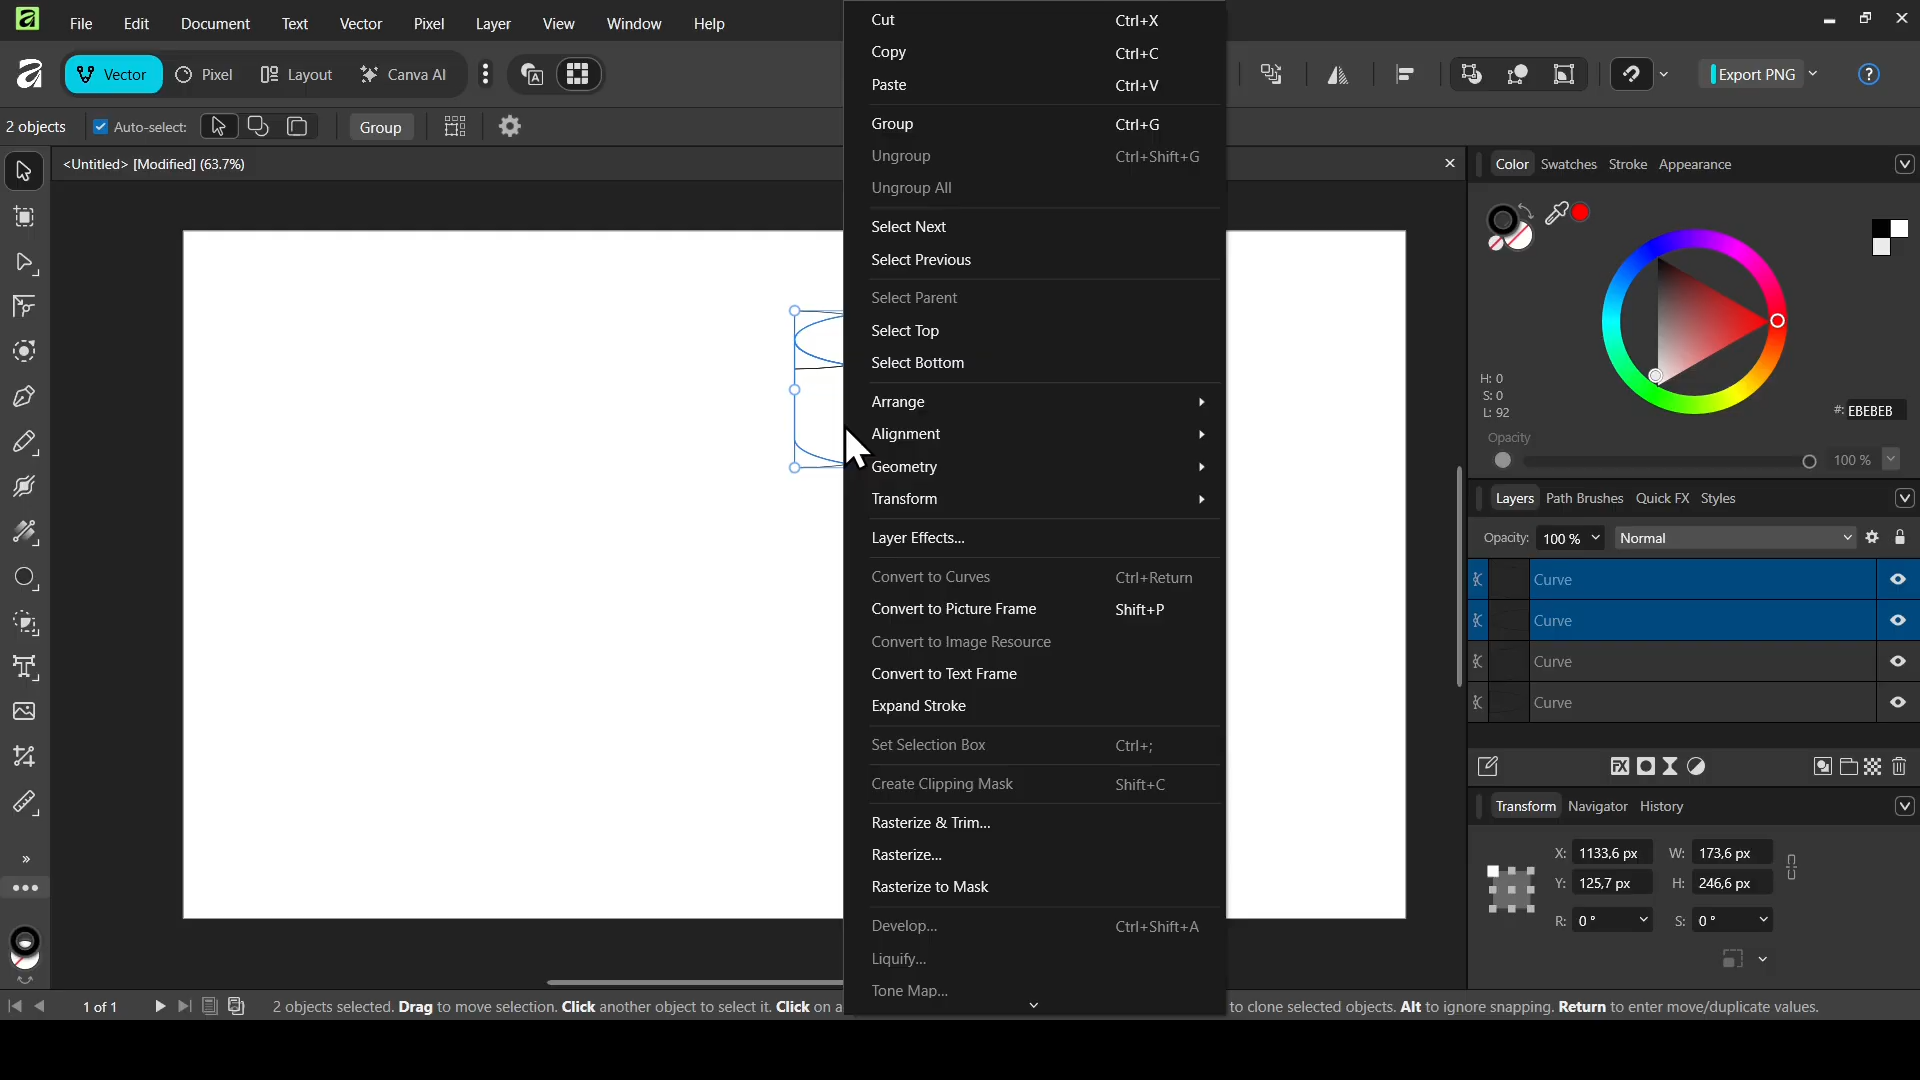 File Edit Document Text Vector Pixel Layer View Window Help
Vector Pixel Layout Canva AI Export PNG
2 objects Auto-select: Group
<Untitled> [Modified] (63.7%)
Cut Ctrl+X
Copy Ctrl+C
Paste Ctrl+V
Group Ctrl+G
Ungroup Ctrl+Shift+G
Ungroup All
Select Next
Select Previous
Select Parent
Select Top
Select Bottom
Arrange
Alignment
Geometry
Transform
Layer Effects...
Convert to Curves Ctrl+Return
Convert to Picture Frame Shift+P
Convert to Image Resource
Convert to Text Frame
Expand Stroke
Set Selection Box Ctrl+;
Create Clipping Mask Shift+C
Rasterize & Trim...
Rasterize...
Rasterize to Mask
Develop... Ctrl+Shift+A
Liquify...
Tone Map...
Color Swatches Stroke Appearance
H: 0
S: 0
L: 92
#: EBEBEB
Opacity
100 %
Layers Path Brushes Quick FX Styles
Opacity: 100 % Normal
Curve
Curve
Curve
Curve
FX
Transform Navigator History
X: 1133,6 px W: 173,6 px
Y: 125,7 px H: 246,6 px
R: 0 ° S: 0 °
1 of 1 2 objects selected. Drag to move selection. Click another object to select it. Click on a to clone selected objects. Alt to ignore snapping. Return to enter move/duplicate values.